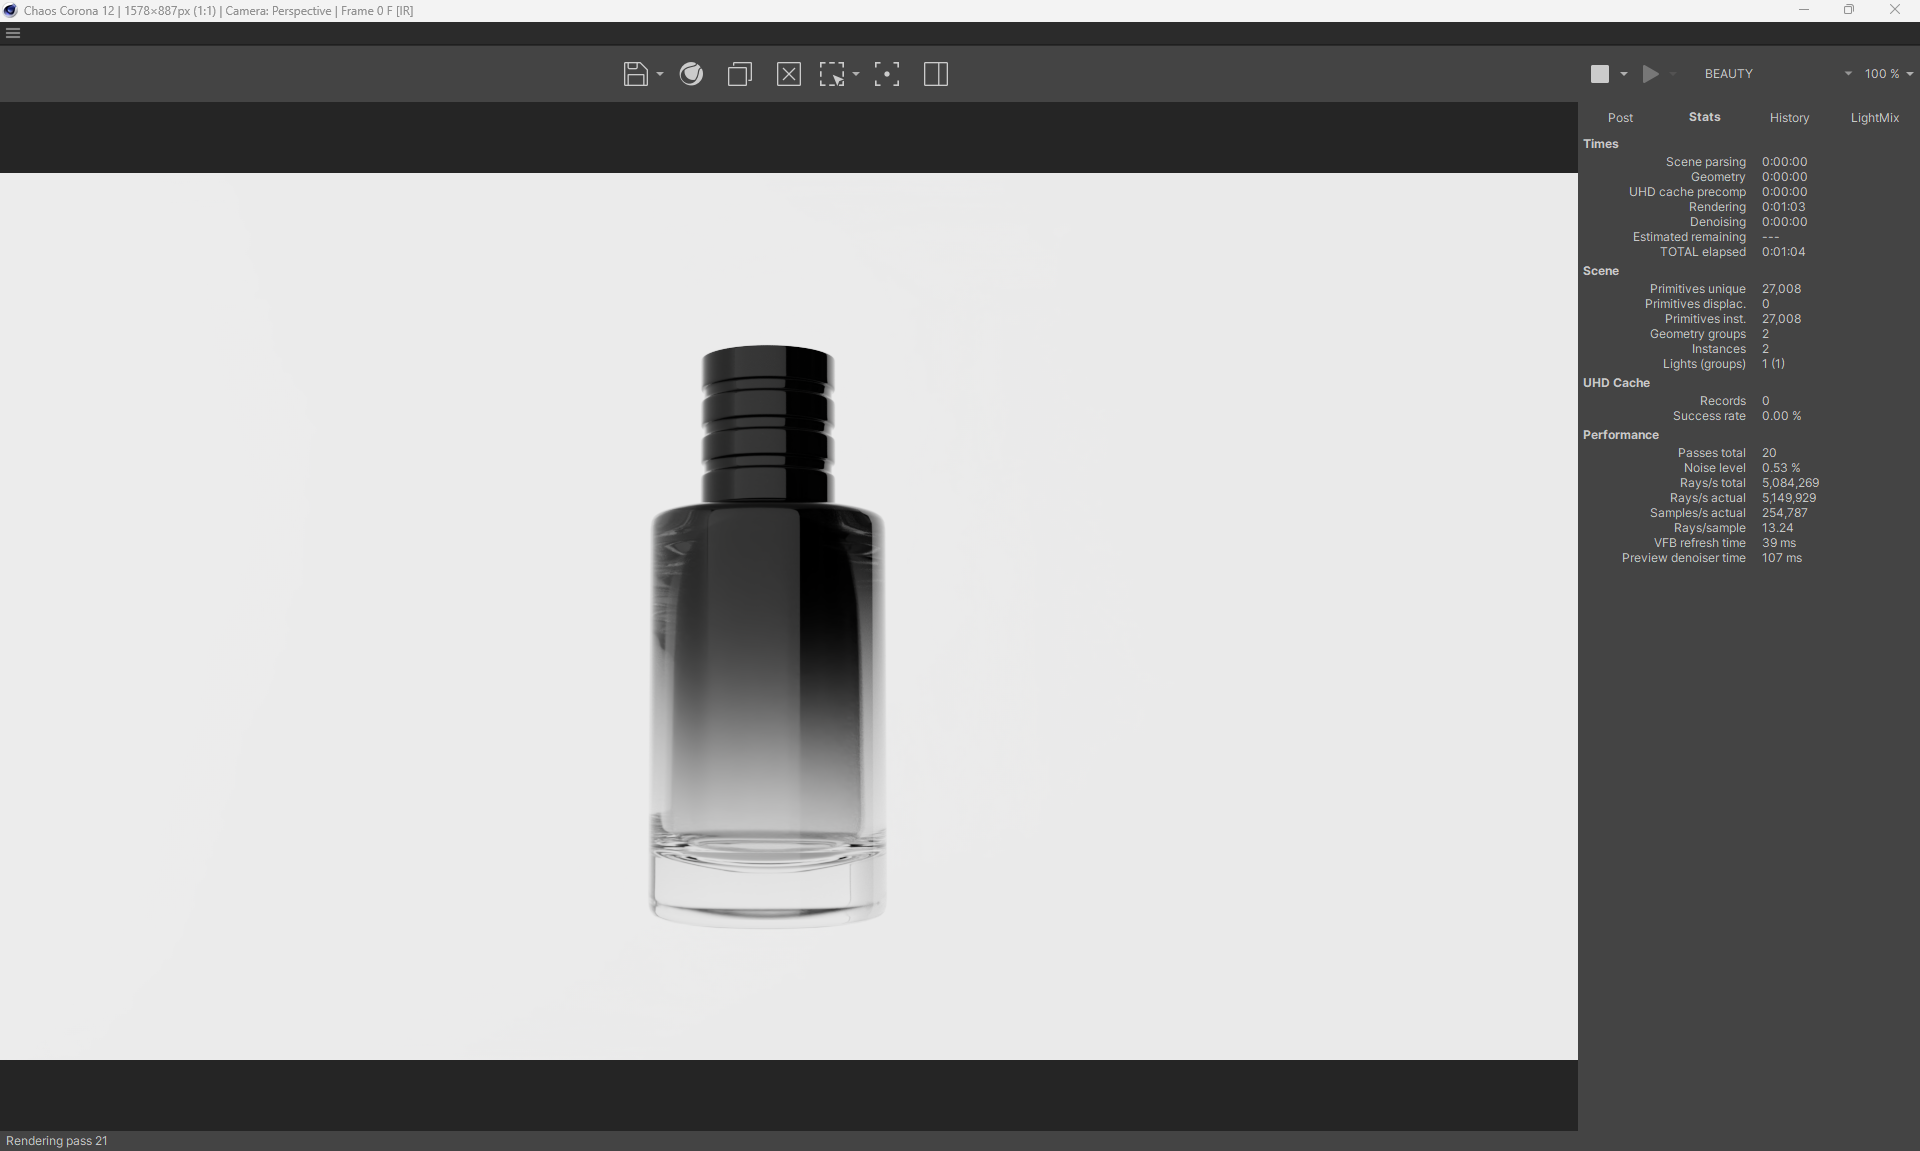 Chaos Corona 12 | 1578×887px (1:1) | Camera: Perspective | Frame 0 F [IR]
BEAUTY 100 %
Post Stats History LightMix
Times
Scene parsing 0:00:00
Geometry 0:00:00
UHD cache precomp 0:00:00
Rendering 0:01:03
Denoising 0:00:00
Estimated remaining ---
TOTAL elapsed 0:01:04
Scene
Primitives unique 27,008
Primitives displac. 0
Primitives inst. 27,008
Geometry groups 2
Instances 2
Lights (groups) 1 (1)
UHD Cache
Records 0
Success rate 0.00 %
Performance
Passes total 20
Noise level 0.53 %
Rays/s total 5,084,269
Rays/s actual 5,149,929
Samples/s actual 254,787
Rays/sample 13.24
VFB refresh time 39 ms
Preview denoiser time 107 ms
Rendering pass 21